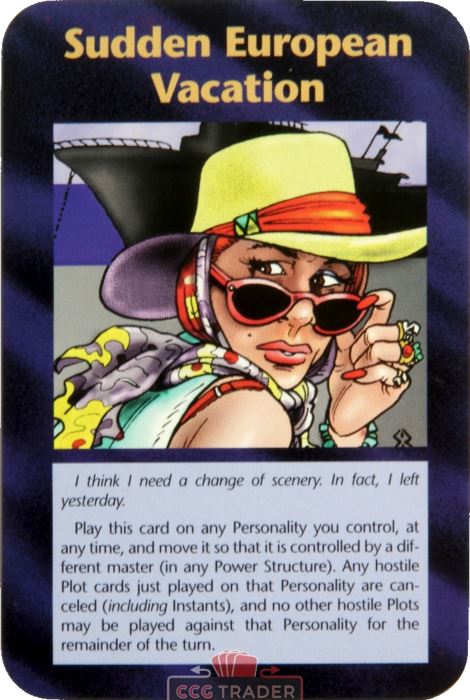 Sudden European
Vacation
I think I need a change of scenery. In fact, I left
yesterday.
Play this card on any Personality you control, at
any time, and move it so that it is controlled by a dif-
ferent master (in any Power Structure). Any hostile
Plot cards just played on that Personality are can-
celed (including Instants), and no other hostile Plots
may be played against that Personality for the
remainder of the turn.
CCG TRADER